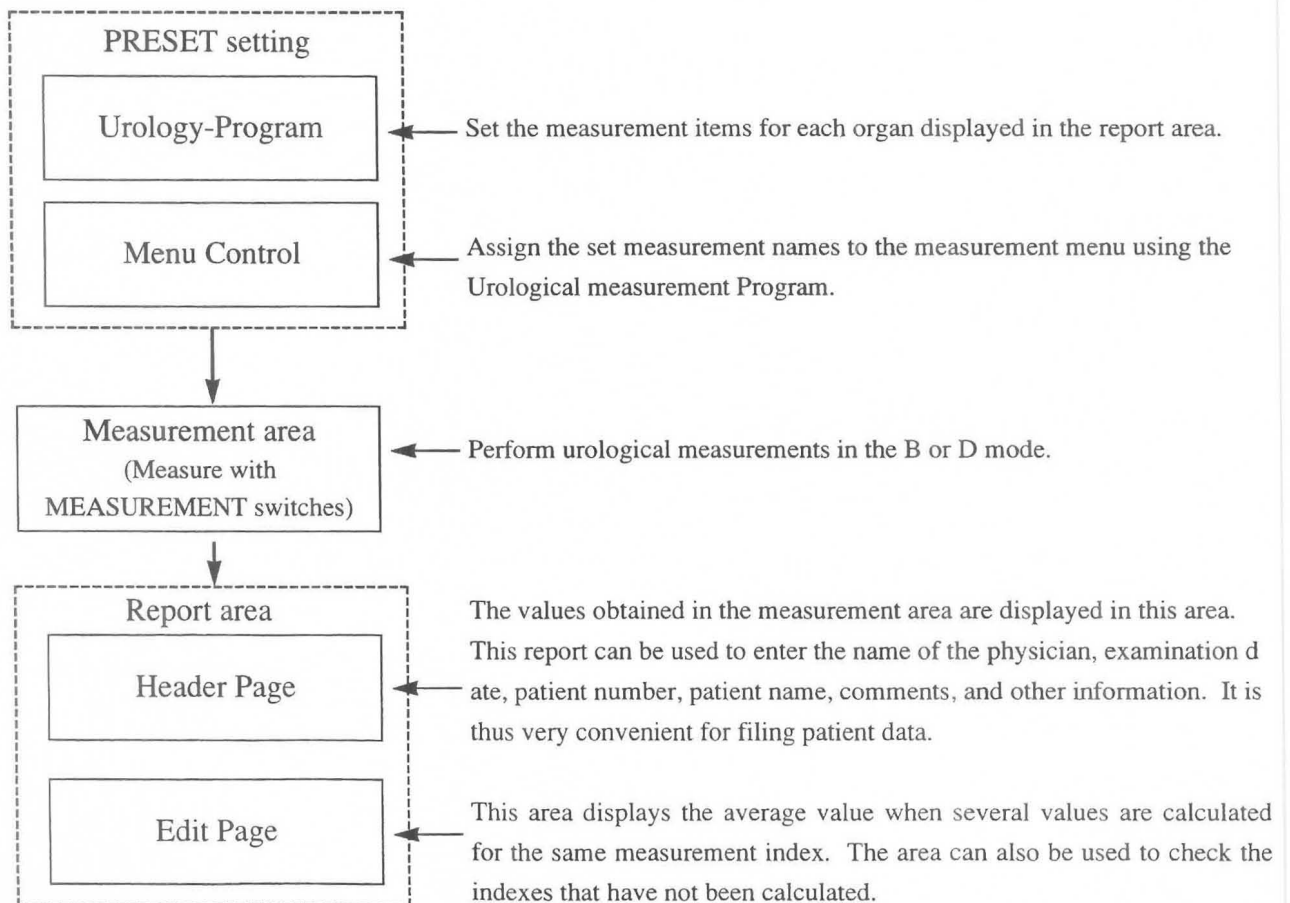 PRESET setting
Urology-Program
Set the measurement items for each organ displayed in the report area.
Menu Control
Assign the set measurement names to the measurement menu using the
Urological measurement Program.
Measurement area
(Measure with
MEASUREMENT switches)
Perform urological measurements in the B or D mode.
Report area
Header Page
The values obtained in the measurement area are displayed in this area.
This report can be used to enter the name of the physician, examination d
ate, patient number, patient name, comments, and other information. It is
thus very convenient for filing patient data.
Edit Page
This area displays the average value when several values are calculated
for the same measurement index. The area can also be used to check the
indexes that have not been calculated.